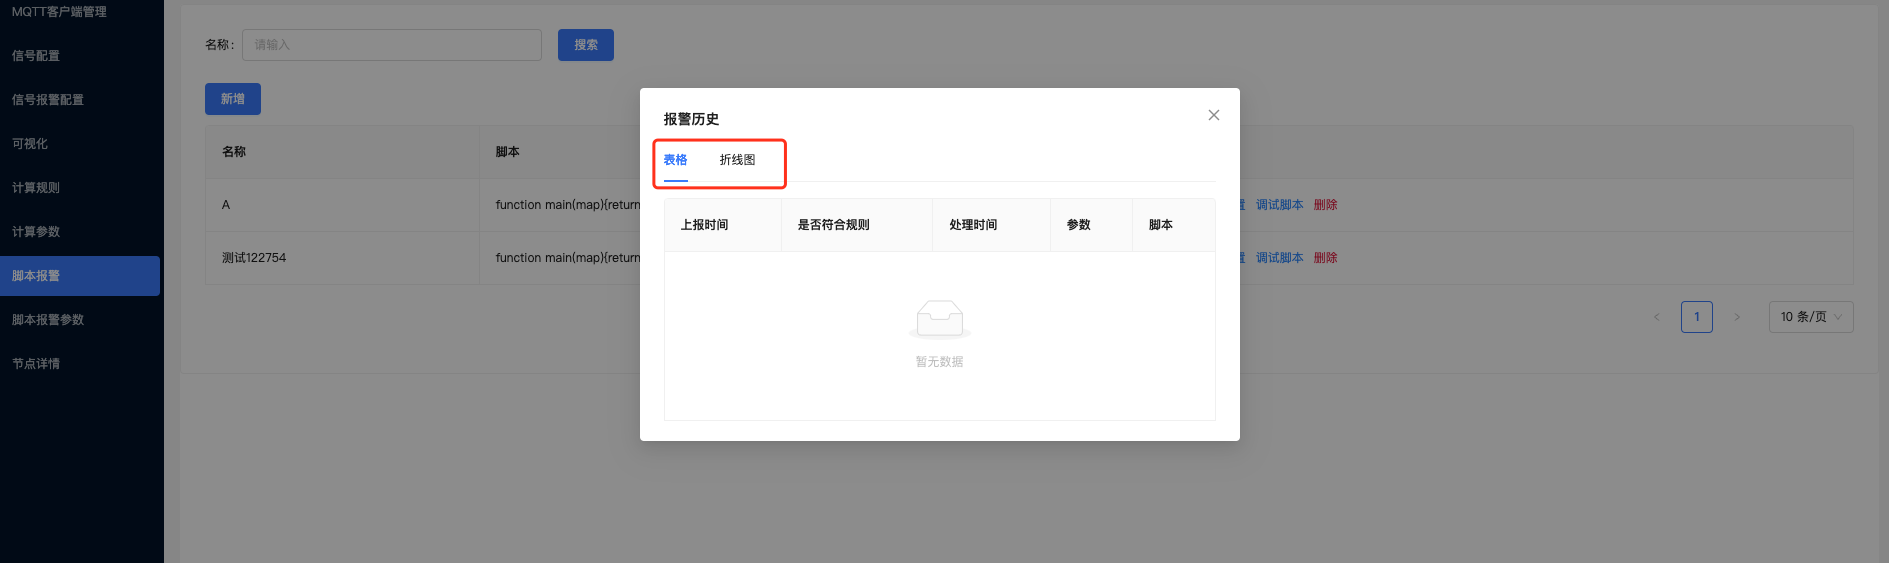 MQTT客户端管理
信号配置
信号报警配置
可视化
计算规则
计算参数
脚本报警
脚本报警参数
节点详情
名称: 请输入 搜索
新增
名称 脚本
A function main(map){return 调试脚本 删除
测试122754 function main(map){return 调试脚本 删除
< 1 > 10 条/页
报警历史
表格 折线图
上报时间 是否符合规则 处理时间 参数 脚本
暂无数据